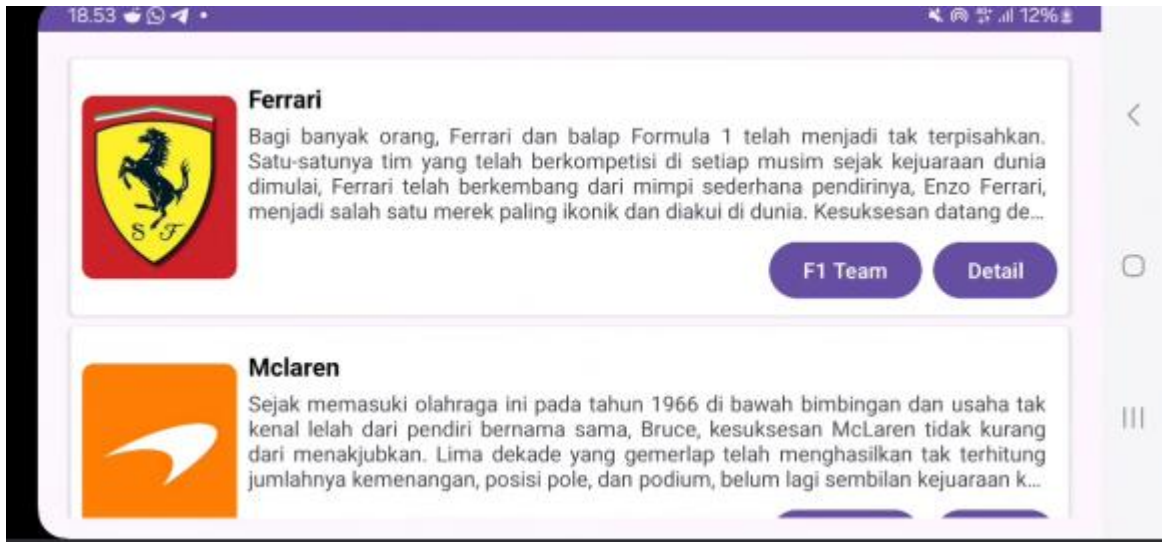 18.53
12%
Ferrari
Bagi banyak orang, Ferrari dan balap Formula 1 telah menjadi tak terpisahkan.
Satu-satunya tim yang telah berkompetisi di setiap musim sejak kejuaraan dunia
dimulai, Ferrari telah berkembang dari mimpi sederhana pendirinya, Enzo Ferrari,
menjadi salah satu merek paling ikonik dan diakui di dunia. Kesuksesan datang de...
S F
F1 Team
Detail
Mclaren
Sejak memasuki olahraga ini pada tahun 1966 di bawah bimbingan dan usaha tak
kenal lelah dari pendiri bernama sama, Bruce, kesuksesan McLaren tidak kurang
dari menakjubkan. Lima dekade yang gemerlap telah menghasilkan tak terhitung
jumlahnya kemenangan, posisi pole, dan podium, belum lagi sembilan kejuaraan k...